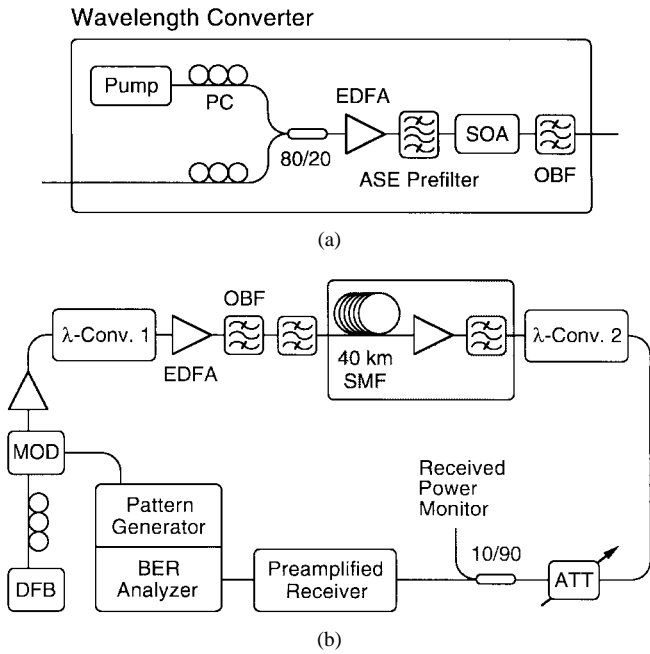 Wavelength Converter
Pump
PC
80/20
EDFA
ASE Prefilter
SOA
OBF
(a)
λ-Conv. 1
EDFA
OBF
40 km
SMF
λ-Conv. 2
MOD
DFB
Pattern
Generator
BER
Analyzer
Preamplified
Receiver
Received
Power
Monitor
10/90
ATT
(b)